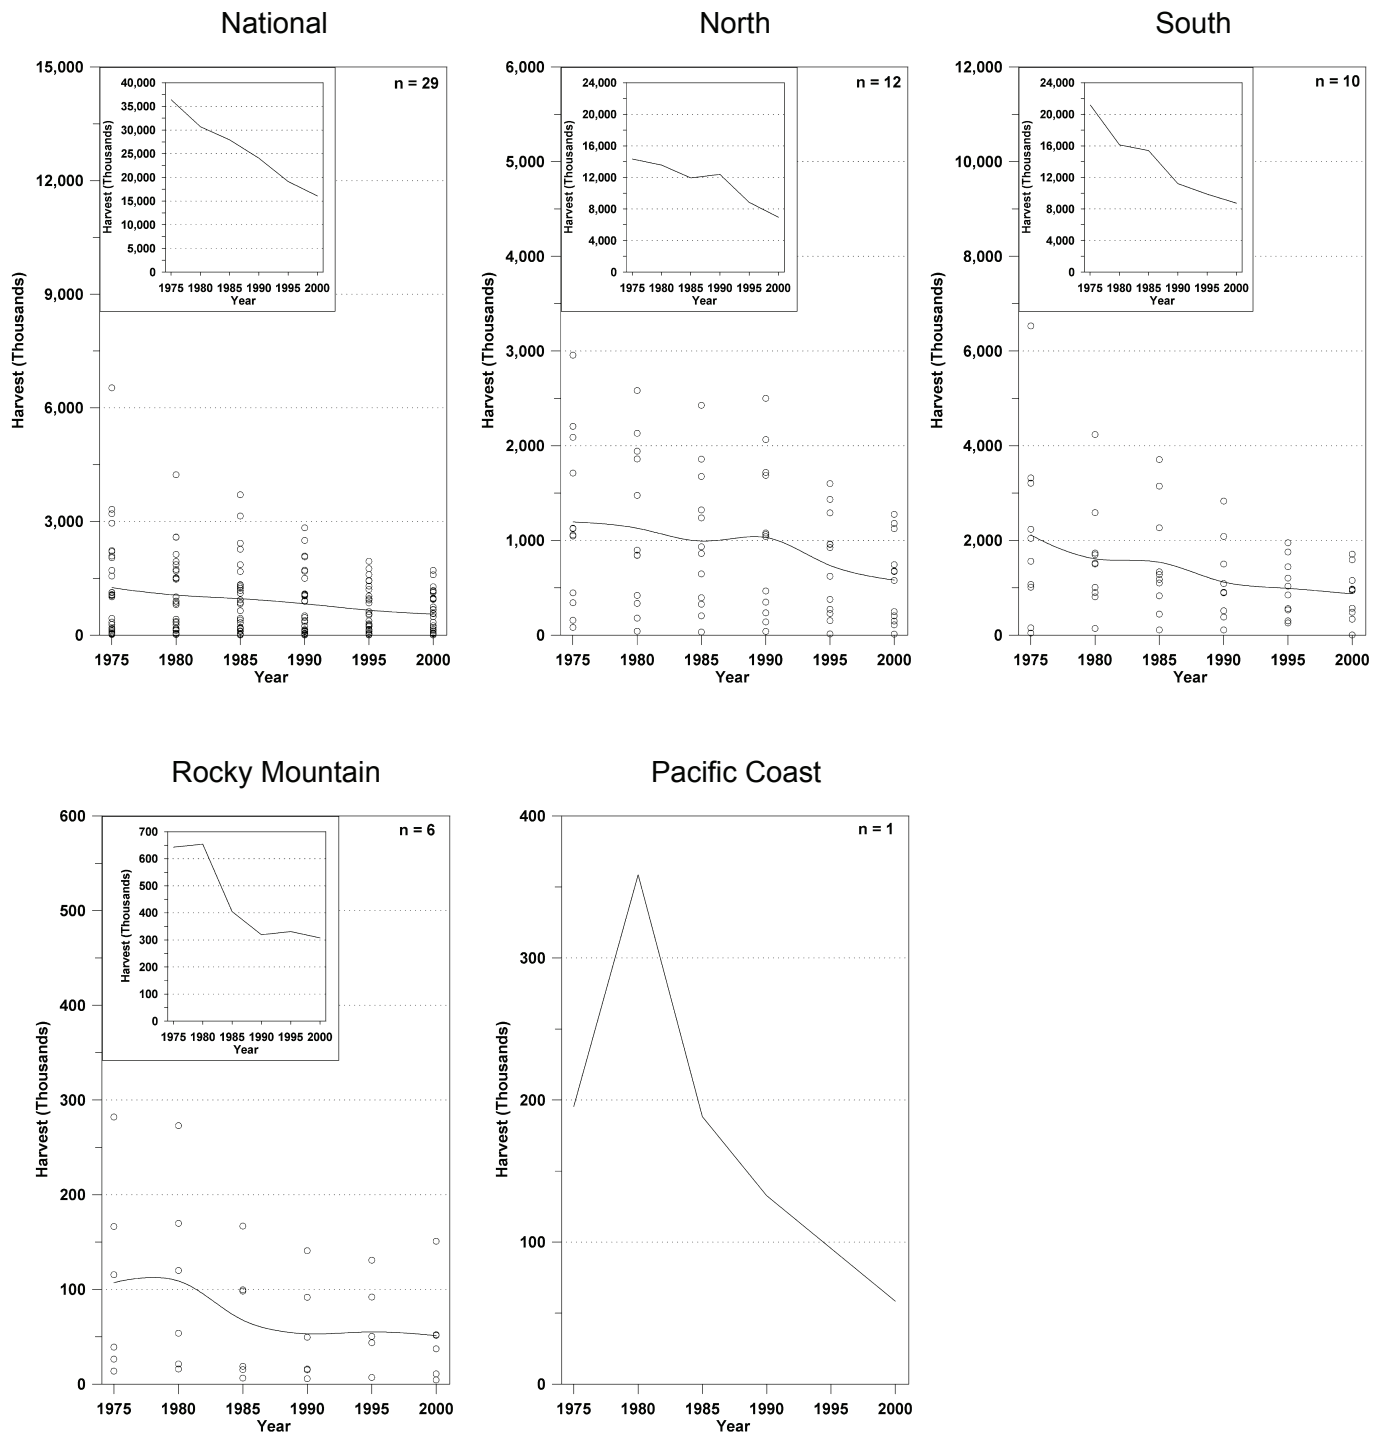 National
North
South
15,000
12,000
9,000
6,000
3,000
0
Harvest (Thousands)
1975 1980 1985 1990 1995 2000
Year
n = 29
40,000
35,000
30,000
25,000
20,000
15,000
10,000
5,000
0
Harvest (Thousands)
1975 1980 1985 1990 1995 2000
Year
6,000
5,000
4,000
3,000
2,000
1,000
0
Harvest (Thousands)
1975 1980 1985 1990 1995 2000
Year
n = 12
24,000
20,000
16,000
12,000
8,000
4,000
0
Harvest (Thousands)
1975 1980 1985 1990 1995 2000
Year
12,000
10,000
8,000
6,000
4,000
2,000
0
Harvest (Thousands)
1975 1980 1985 1990 1995 2000
Year
n = 10
24,000
20,000
16,000
12,000
8,000
4,000
0
Harvest (Thousands)
1975 1980 1985 1990 1995 2000
Year
Rocky Mountain
Pacific Coast
600
500
400
300
200
100
0
Harvest (Thousands)
1975 1980 1985 1990 1995 2000
Year
n = 6
700
600
500
400
300
200
100
0
Harvest (Thousands)
1975 1980 1985 1990 1995 2000
Year
400
300
200
100
0
Harvest (Thousands)
1975 1980 1985 1990 1995 2000
Year
n = 1